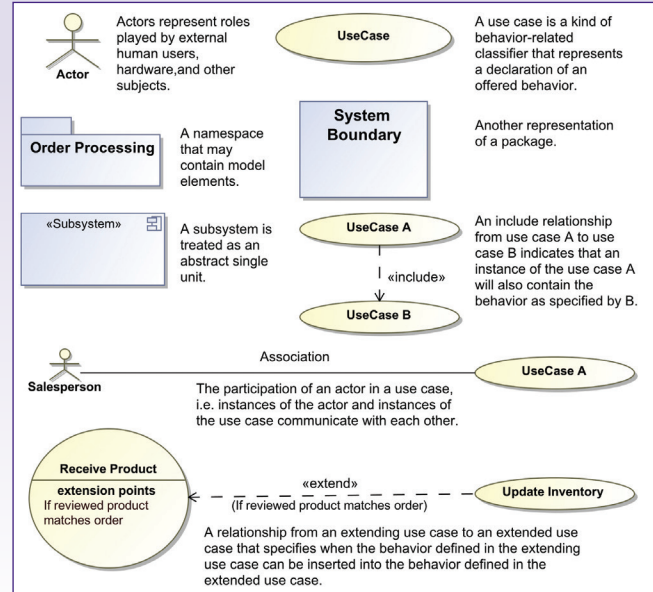 Actor
Actors represent roles
played by external
human users,
hardware,and other
subjects.
UseCase
A use case is a kind of
behavior-related
classifier that represents
a declaration of an
offered behavior.
Order Processing
A namespace
that may
contain model
elements.
System
Boundary
Another representation
of a package.
«Subsystem»
A subsystem is
treated as an
abstract single
unit.
UseCase A
«include»
UseCase B
An include relationship
from use case A to use
case B indicates that an
instance of the use case A
will also contain the
behavior as specified by B.
Salesperson
Association
UseCase A
The participation of an actor in a use case,
i.e. instances of the actor and instances of
the use case communicate with each other.
Receive Product
extension points
If reviewed product
matches order
«extend»
(If reviewed product matches order)
Update Inventory
A relationship from an extending use case to an extended use
case that specifies when the behavior defined in the extending
use case can be inserted into the behavior defined in the
extended use case.